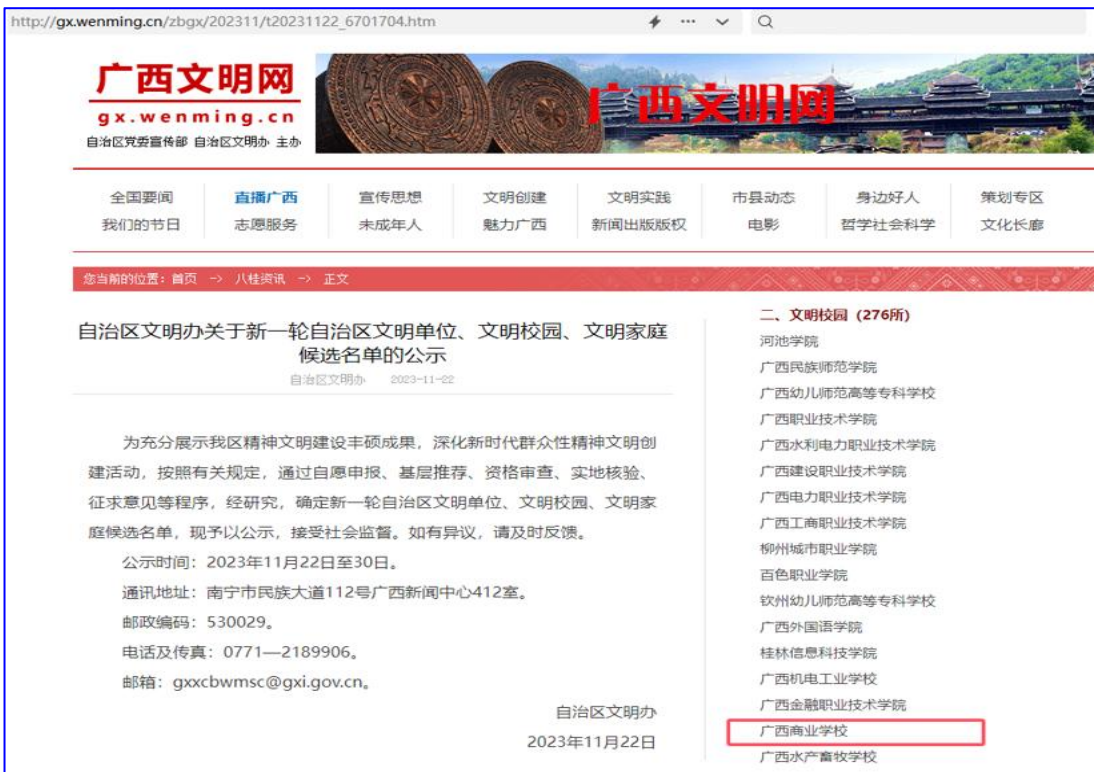 http://gx.wenming.cn/zbgx/202311/t20231122_6701704.htm
广西文明网
gx.wenming.cn
自治区党委宣传部 自治区文明办 主办
广西文明网
全国要闻 直播广西 宣传思想 文明创建 文明实践 市县动态 身边好人 策划专区
我们的节日 志愿服务 未成年人 魅力广西 新闻出版版权 电影 哲学社会科学 文化长廊
您当前的位置：首页 -> 八桂资讯 -> 正文
自治区文明办关于新一轮自治区文明单位、文明校园、文明家庭
候选名单的公示
自治区文明办 2023-11-22
为充分展示我区精神文明建设丰硕成果，深化新时代群众性精神文明创
建活动，按照有关规定，通过自愿申报、基层推荐、资格审查、实地核验、
征求意见等程序，经研究，确定新一轮自治区文明单位、文明校园、文明家
庭候选名单，现予以公示，接受社会监督。如有异议，请及时反馈。
公示时间：2023年11月22日至30日。
通讯地址：南宁市民族大道112号广西新闻中心412室。
邮政编码：530029。
电话及传真：0771—2189906。
邮箱：gxxcbwmsc@gxi.gov.cn。
自治区文明办
2023年11月22日
二、文明校园（276所）
河池学院
广西民族师范学院
广西幼儿师范高等专科学校
广西职业技术学院
广西水利电力职业技术学院
广西建设职业技术学院
广西电力职业技术学院
广西工商职业技术学院
柳州城市职业学院
百色职业学院
钦州幼儿师范高等专科学校
广西外国语学院
桂林信息科技学院
广西机电工业学校
广西金融职业技术学院
广西商业学校
广西水产畜牧学校